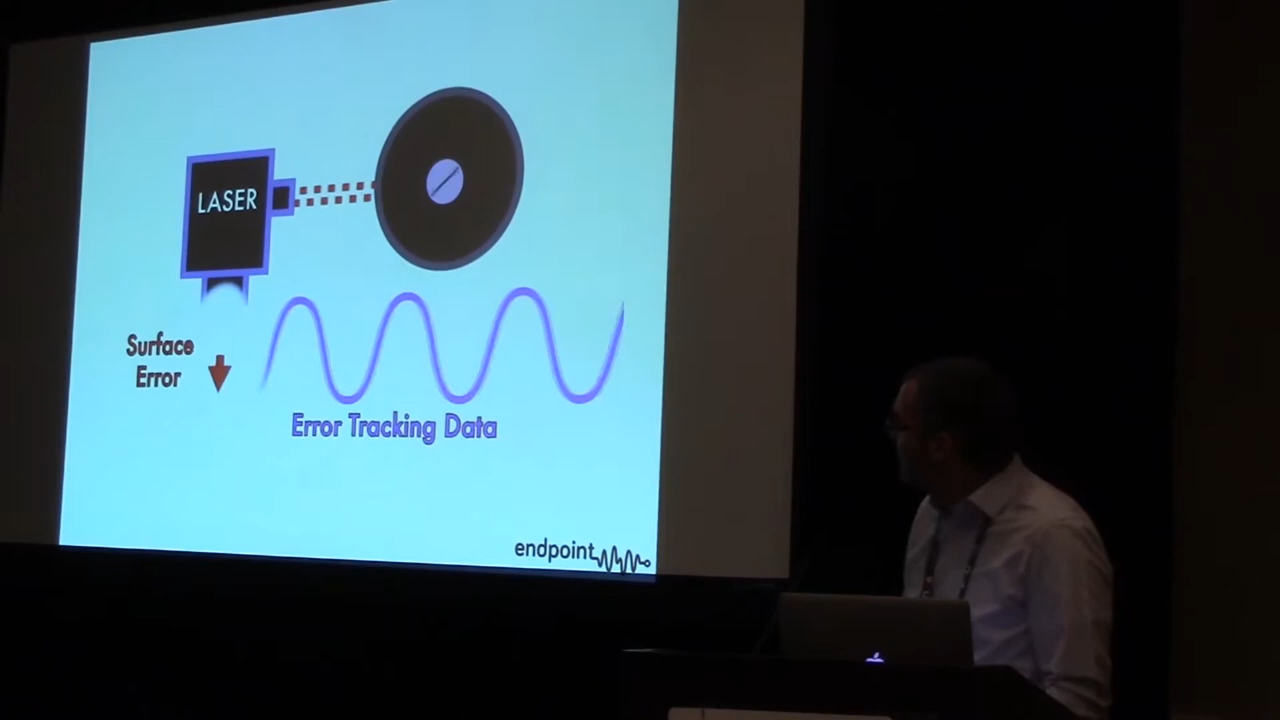 LASER
Surface
Error
Error Tracking Data
endpoint